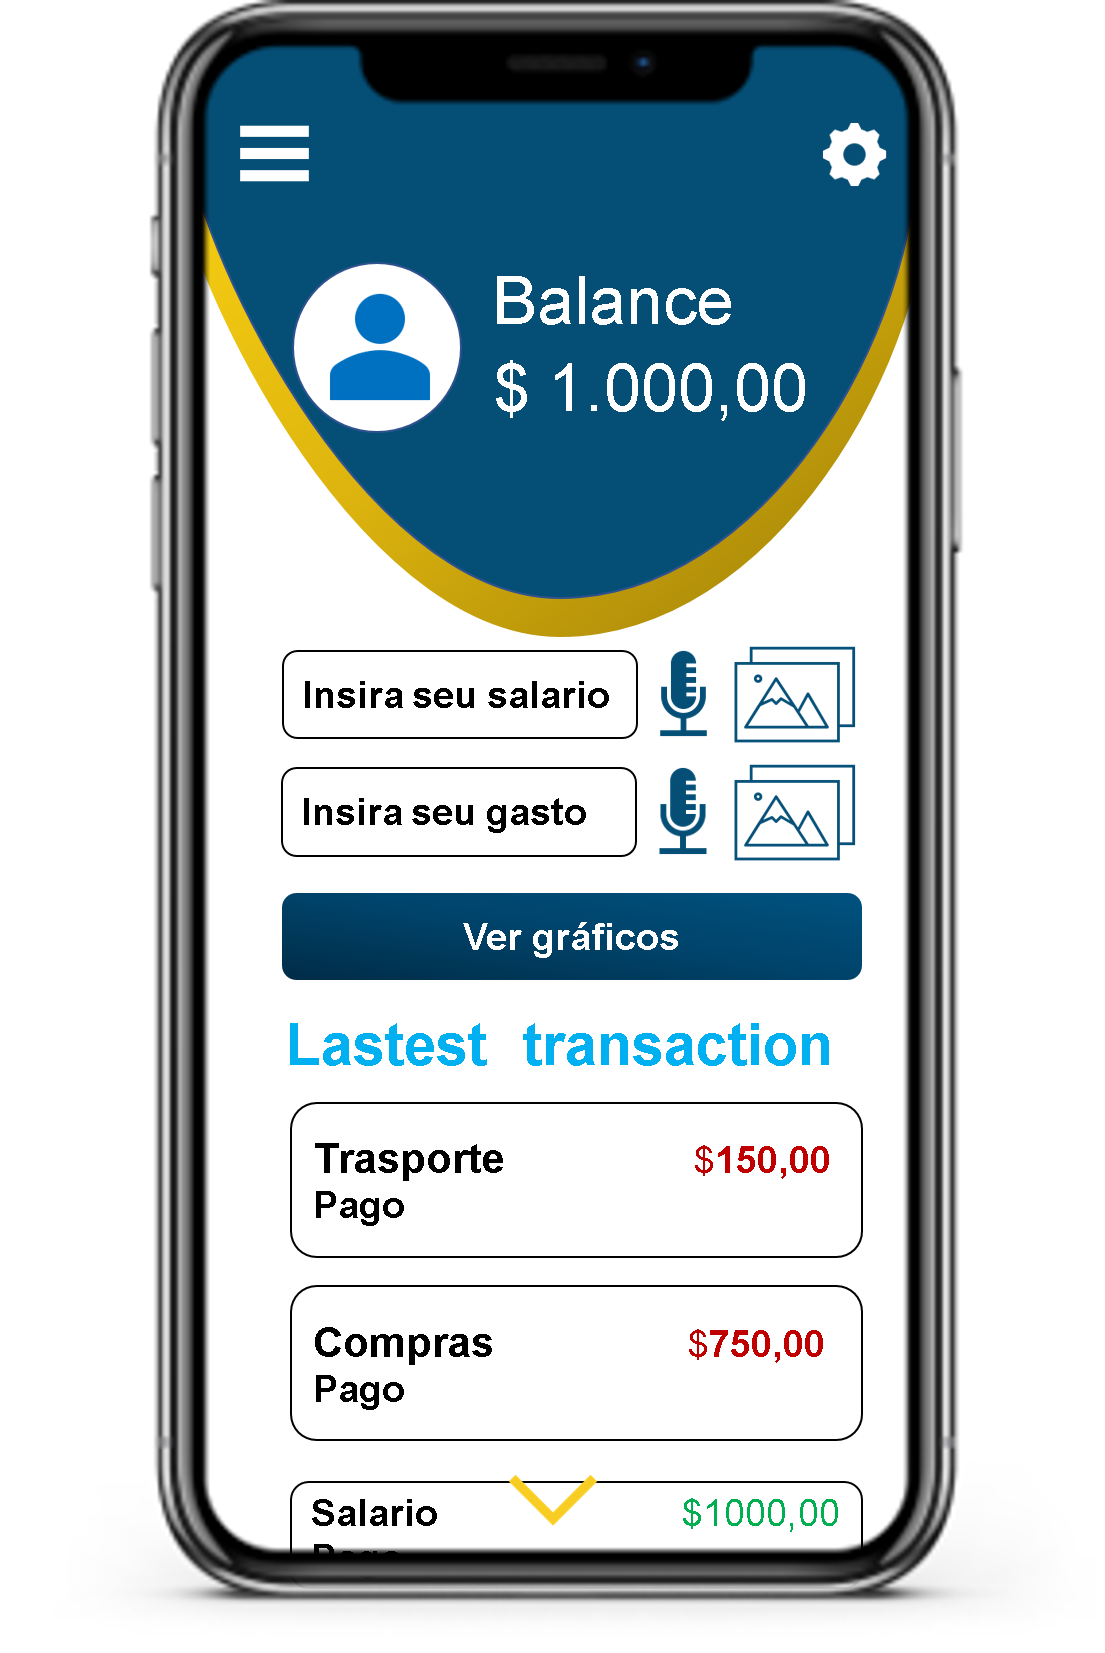 Balance
$ 1.000,00
Insira seu salario
Insira seu gasto
Ver gráficos
Lastest transaction
Trasporte $150,00
Pago
Compras $750,00
Pago
Salario $1000,00